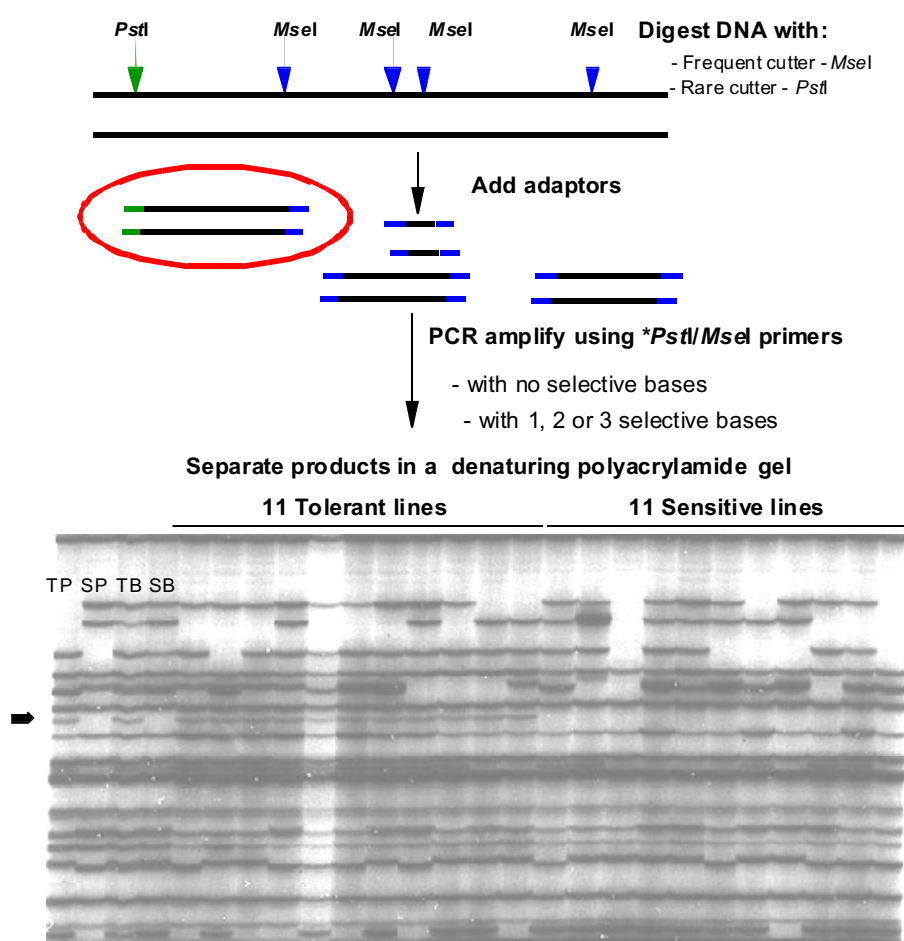 PstI MseI MseI MseI MseI Digest DNA with:
- Frequent cutter - MseI
- Rare cutter - PstI
Add adaptors
PCR amplify using *PstI/MseI primers
- with no selective bases
- with 1, 2 or 3 selective bases
Separate products in a denaturing polyacrylamide gel
11 Tolerant lines 11 Sensitive lines
TP SP TB SB